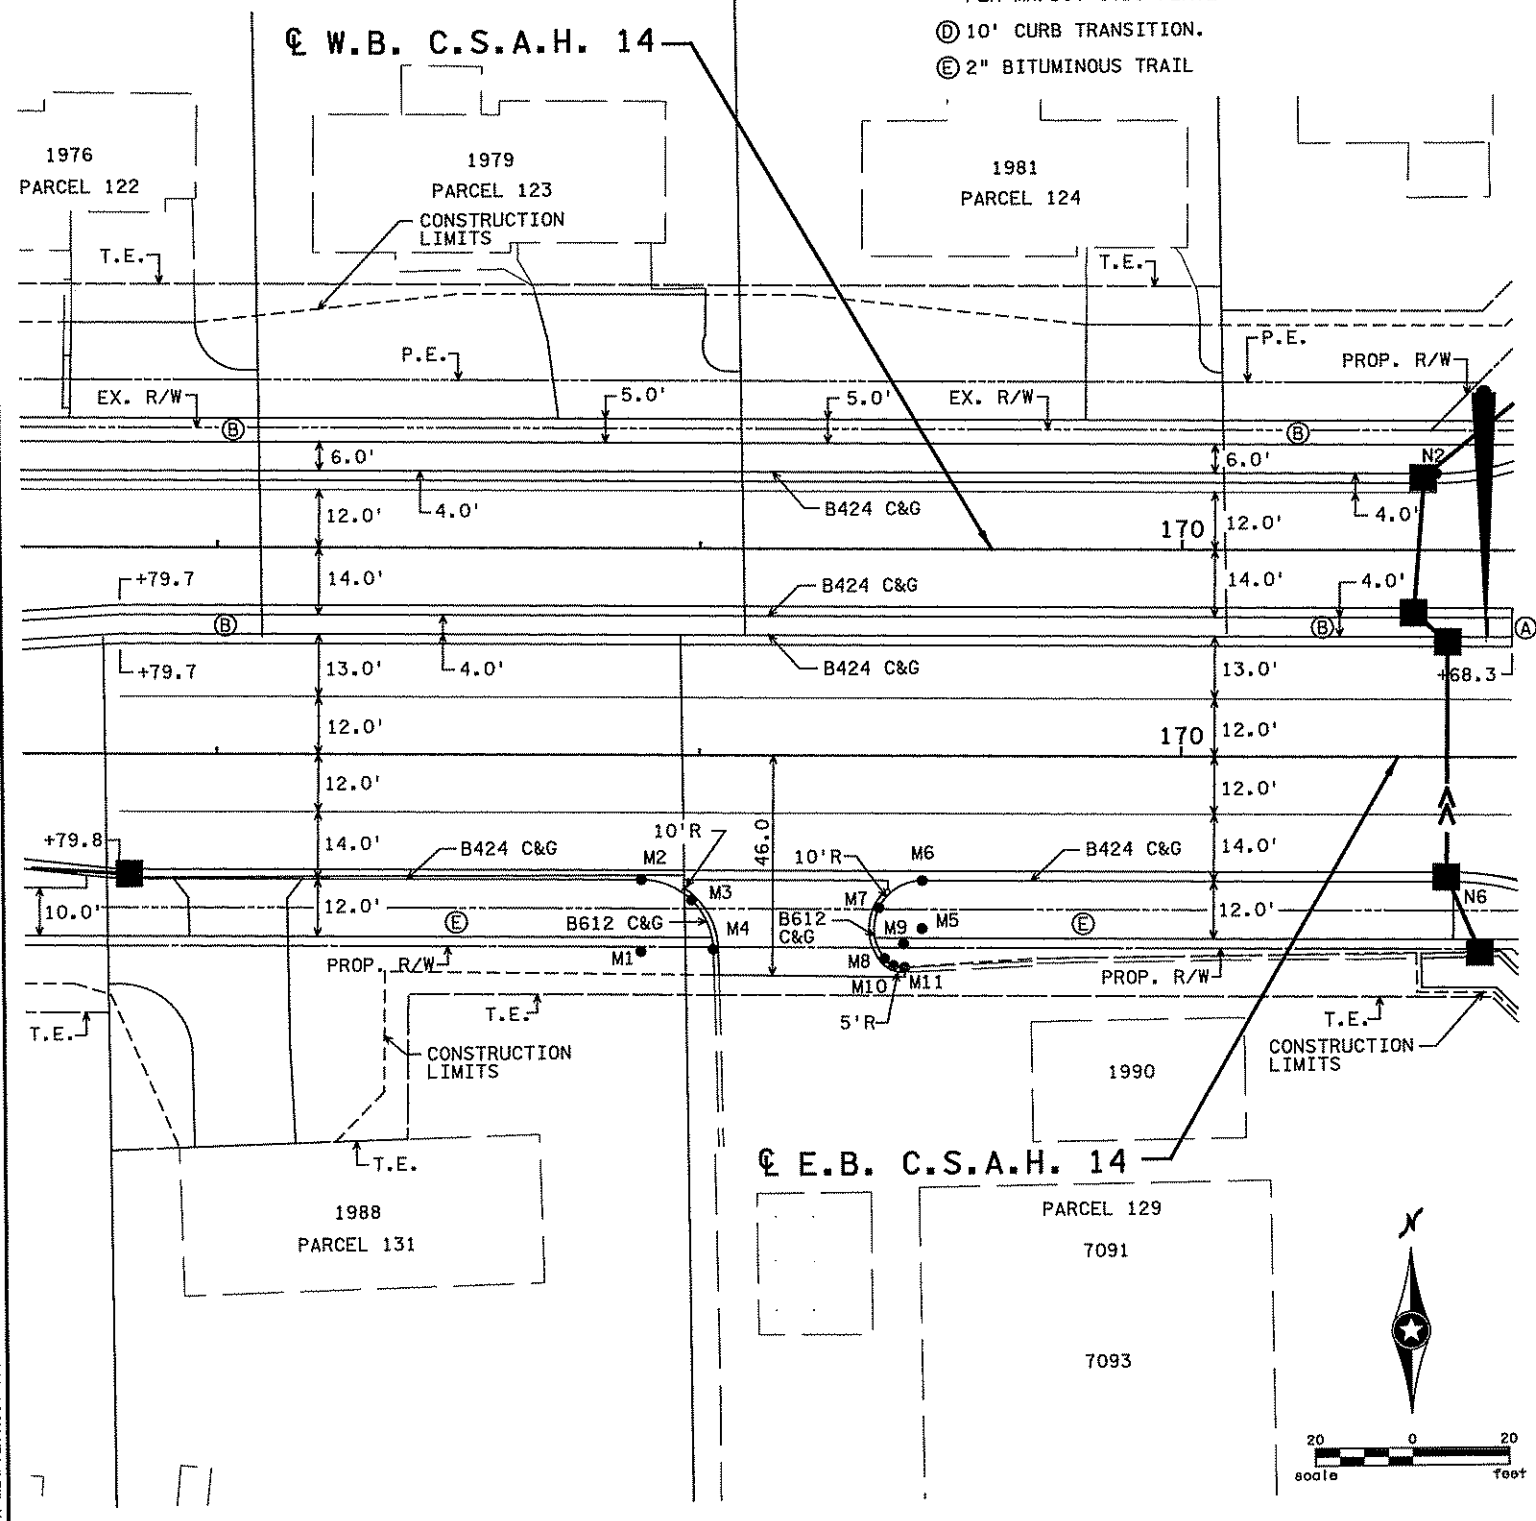 Ⓓ 10' CURB TRANSITION.
Ⓔ 2" BITUMINOUS TRAIL
℄ W.B. C.S.A.H. 14
1976
PARCEL 122
1979
PARCEL 123
1981
PARCEL 124
CONSTRUCTION
LIMITS
T.E.
T.E.
P.E.
P.E.
PROP. R/W
EX. R/W
5.0'
5.0'
EX. R/W
Ⓑ
Ⓑ
6.0'
6.0'
N2
12.0'
4.0'
B424 C&G
170
12.0'
4.0'
+79.7
14.0'
B424 C&G
14.0'
4.0'
Ⓑ
Ⓑ
Ⓐ
+79.7
13.0'
4.0'
B424 C&G
13.0'
+68.3
12.0'
170
12.0'
12.0'
12.0'
46.0
+79.8
14.0'
B424 C&G
10'R
M2
10'R
M6
B424 C&G
14.0'
10.0'
12.0'
Ⓔ
B612 C&G
M3
M4
M7
B612
C&G
M9
M5
Ⓔ
12.0'
N6
PROP. R/W
M1
M8
M10
M11
PROP. R/W
T.E.
T.E.
5'R
T.E.
CONSTRUCTION
LIMITS
CONSTRUCTION
LIMITS
1990
T.E.
℄ E.B. C.S.A.H. 14
1988
PARCEL 131
PARCEL 129
7091
7093
N
20 0 20
scale feet